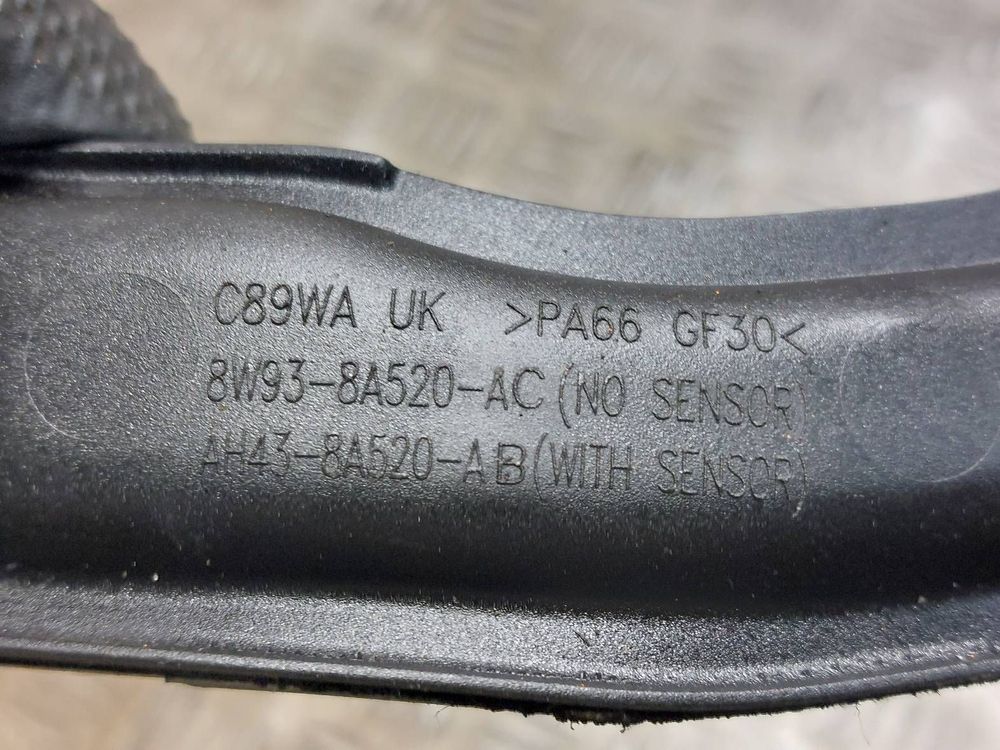 C89WA UK >PA66 GF30<
8W93-8A520-AC (NO SENSOR)
AH43-8A520-AB (WITH SENSOR)